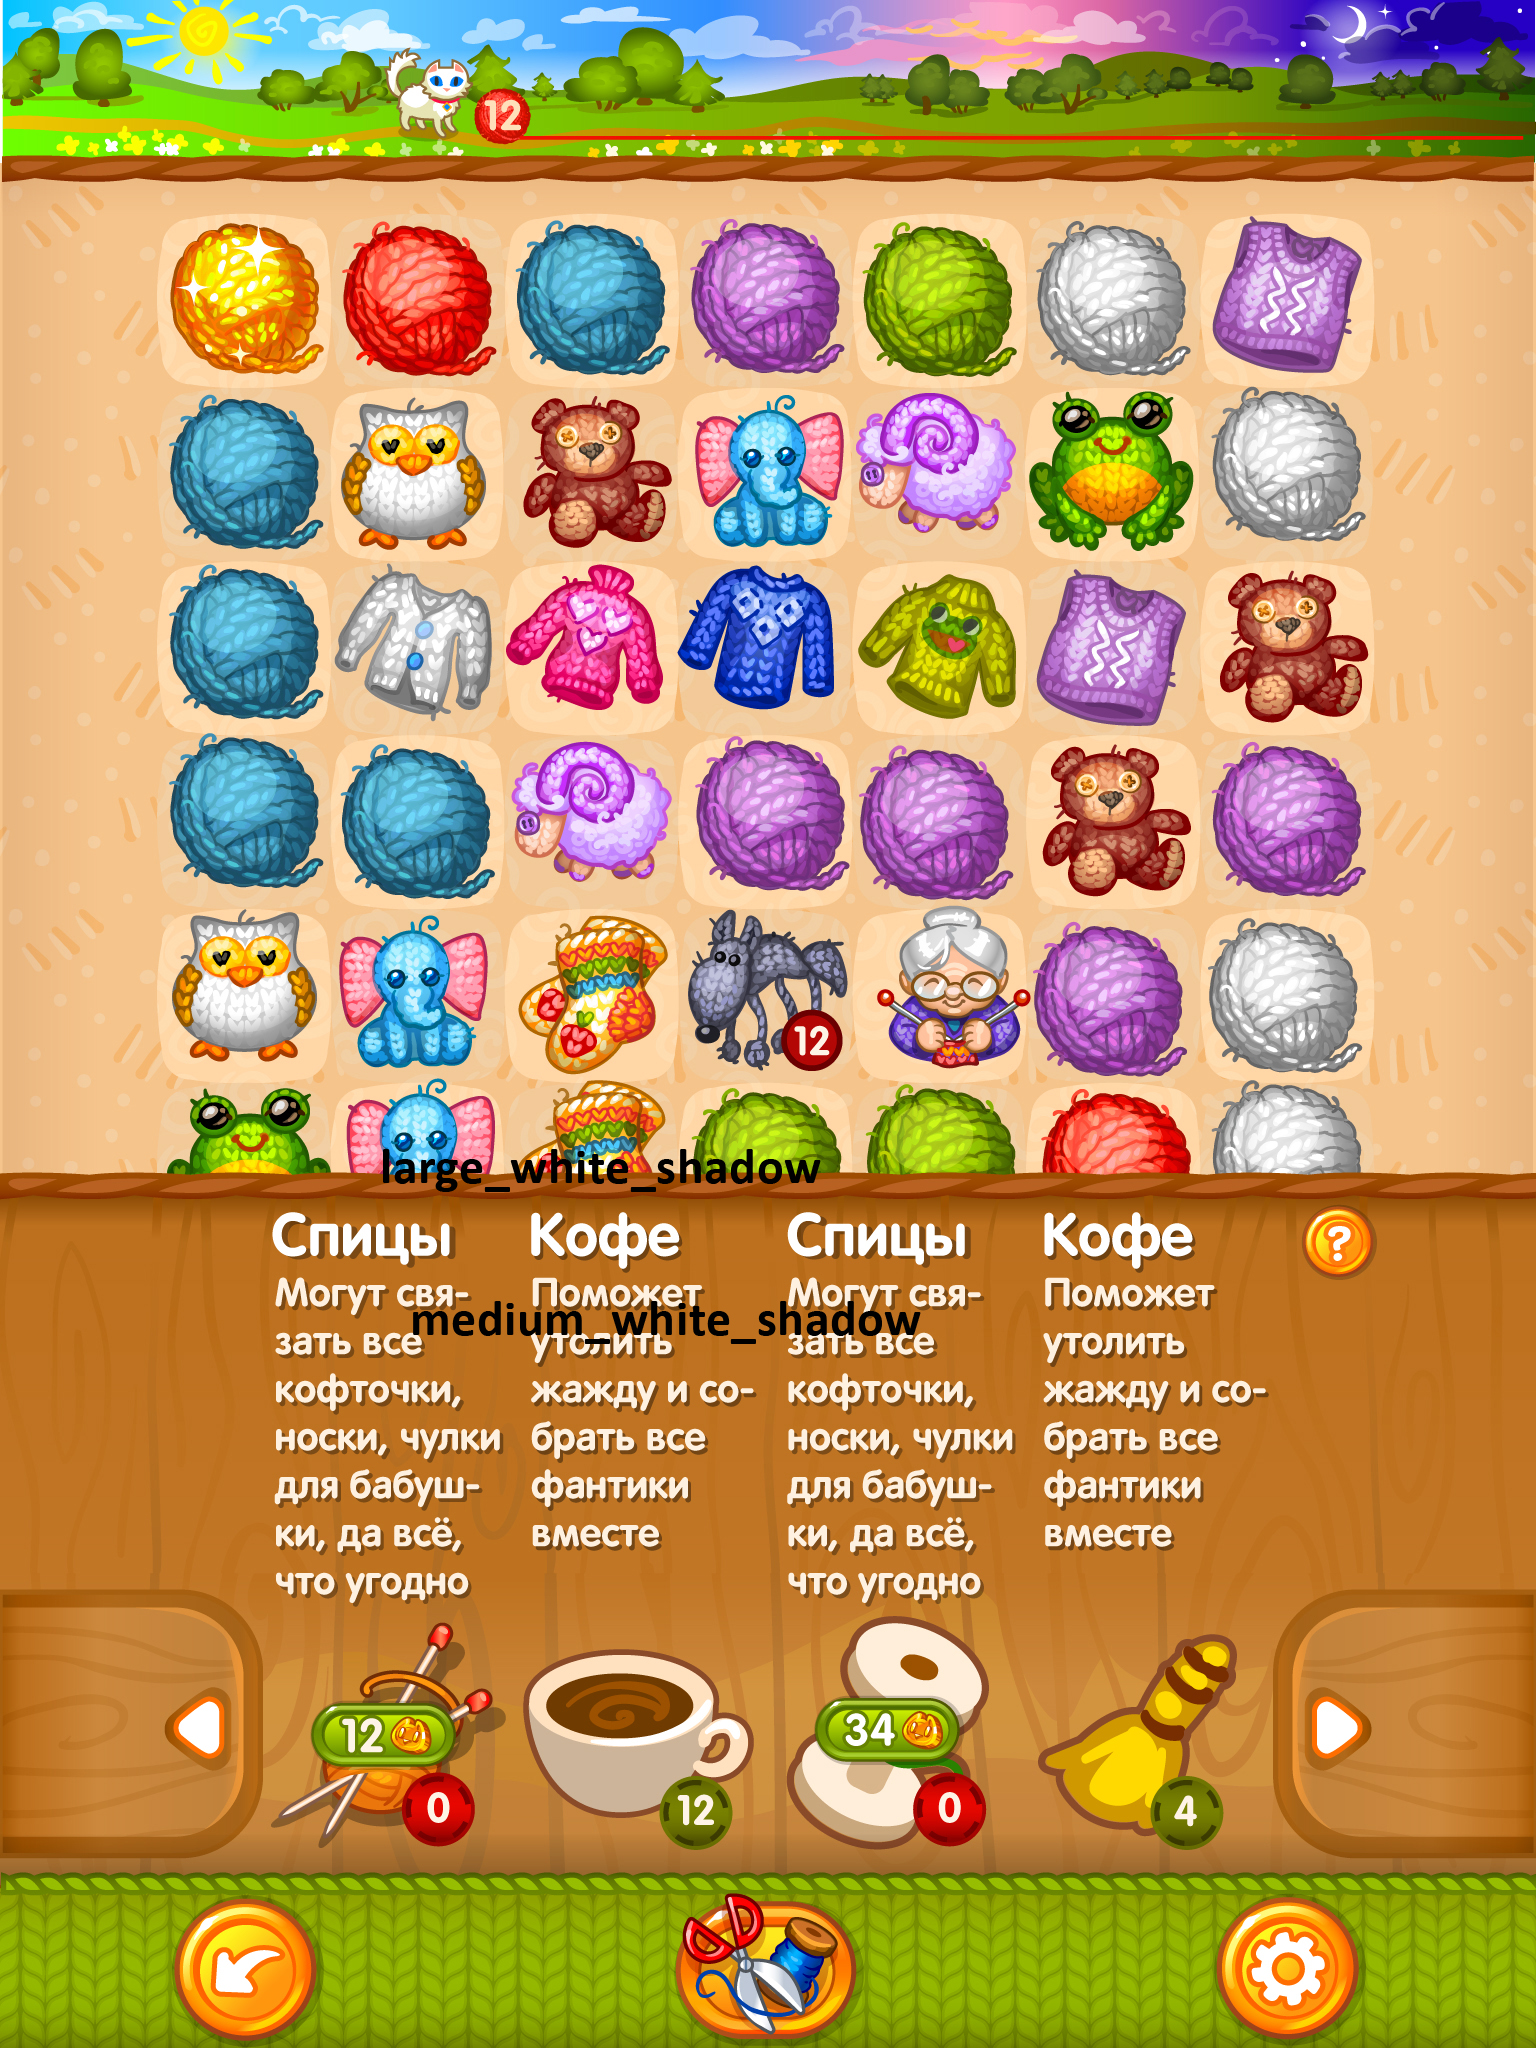 12
12
large_white_shadow
Спицы
Могут свя-
зать все
кофточки,
носки, чулки
для бабуш-
ки, да всё,
что угодно
Кофе
Поможет
утолить
жажду и со-
брать все
фантики
вместе
Спицы
Могут свя-
зать все
кофточки,
носки, чулки
для бабуш-
ки, да всё,
что угодно
Кофе
Поможет
утолить
жажду и со-
брать все
фантики
вместе
?
medium_white_shadow
12
0
12
34
0
4